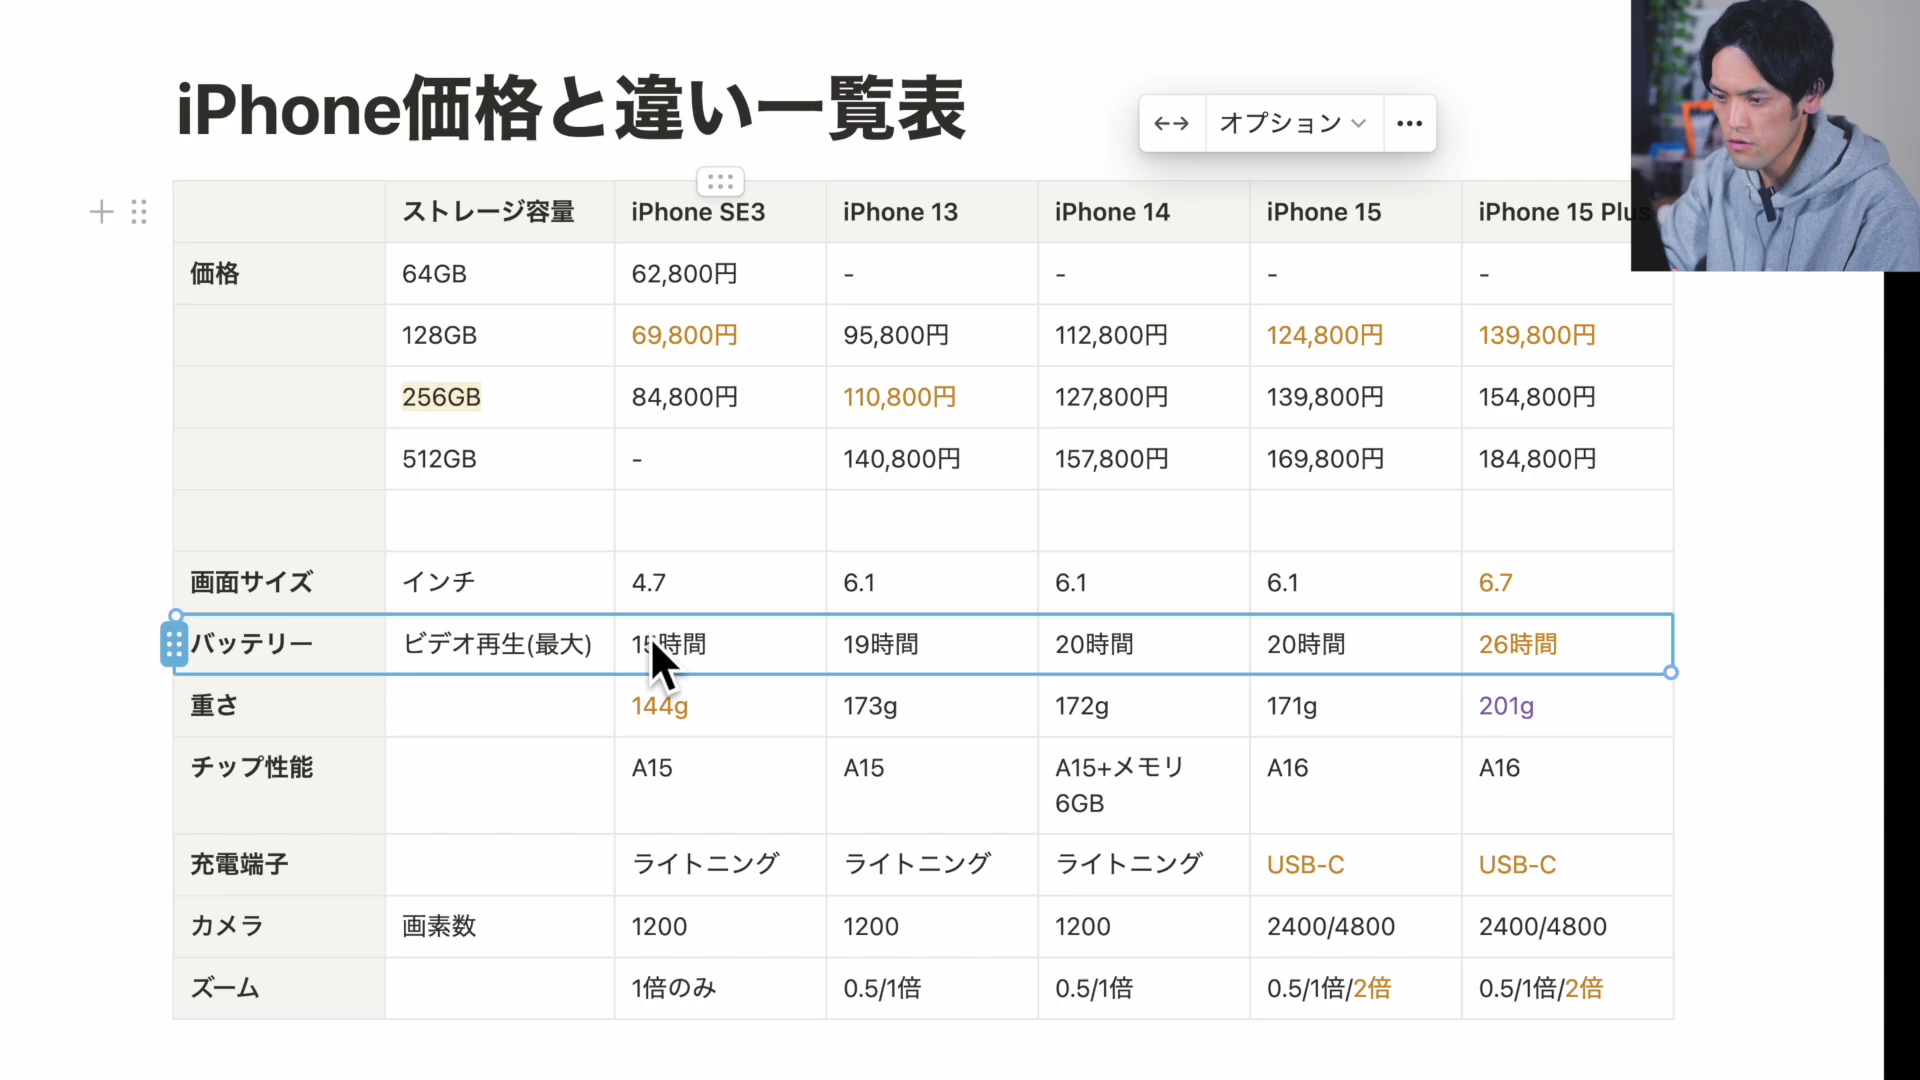 iPhone価格と違い一覧表
オプション
ストレージ容量 iPhone SE3 iPhone 13 iPhone 14 iPhone 15 iPhone 15 Plus
価格 64GB 62,800円 - - - -
128GB 69,800円 95,800円 112,800円 124,800円 139,800円
256GB 84,800円 110,800円 127,800円 139,800円 154,800円
512GB - 140,800円 157,800円 169,800円 184,800円
画面サイズ インチ 4.7 6.1 6.1 6.1 6.7
バッテリー ビデオ再生(最大) 15時間 19時間 20時間 20時間 26時間
重さ 144g 173g 172g 171g 201g
チップ性能 A15 A15 A15+メモリ A16 A16
6GB
充電端子 ライトニング ライトニング ライトニング USB-C USB-C
カメラ 画素数 1200 1200 1200 2400/4800 2400/4800
ズーム 1倍のみ 0.5/1倍 0.5/1倍 0.5/1倍/2倍 0.5/1倍/2倍